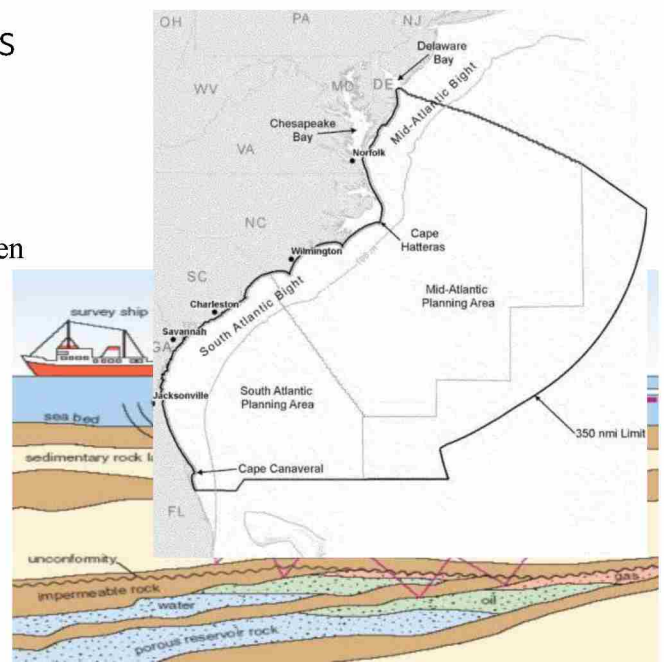 s
en
OH
PA
NJ
Delaware
Bay
WV
MD
DE
Mid-Atlantic Bight
Chesapeake
Bay
VA
Norfolk
NC
Cape
Hatteras
Wilmington
100 m
SC
Mid-Atlantic
Planning Area
Charleston
South Atlantic Bight
survey ship
Savannah
GA
Jacksonville
South Atlantic
Planning Area
sea bed
350 nmi Limit
sedimentary rock
Cape Canaveral
FL
unconformity
gas
impermeable rock
oil
water
porous reservoir rock